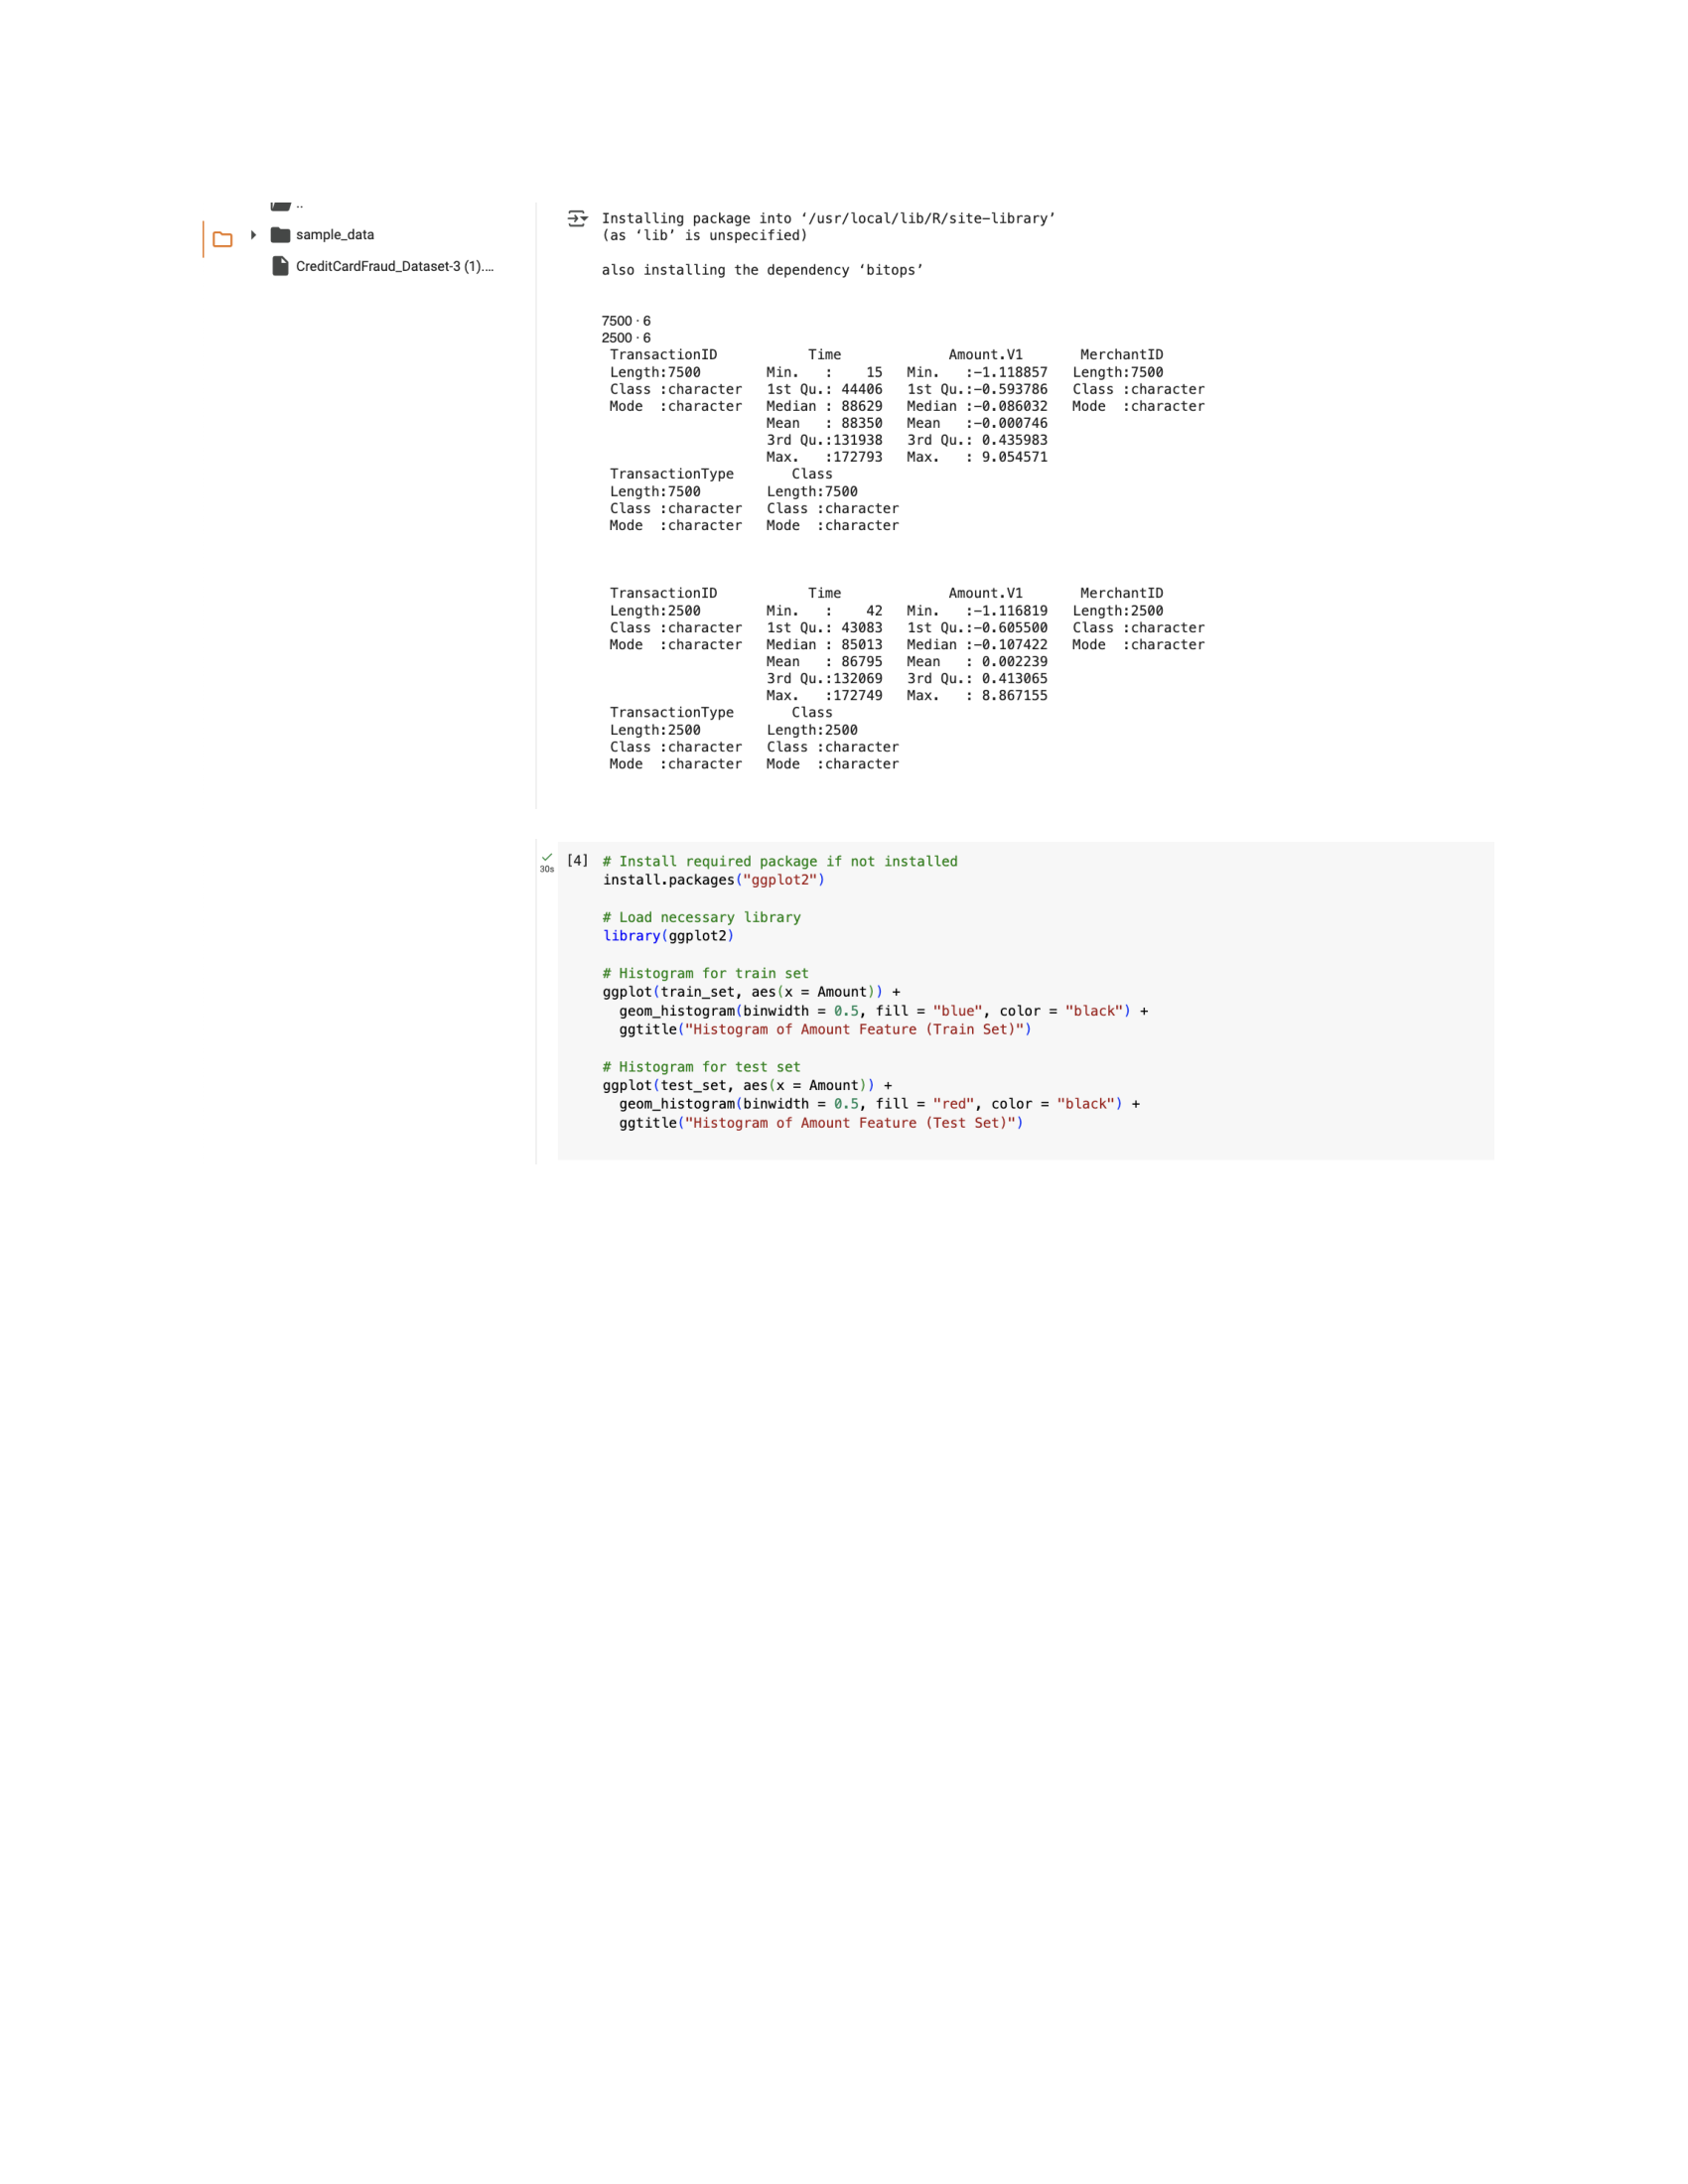 ..
sample_data
CreditCardFraud_Dataset-3 (1)....
Installing package into ‘/usr/local/lib/R/site-library’
(as ‘lib’ is unspecified)
also installing the dependency ‘bitops’
7500 · 6
2500 · 6
TransactionID Time Amount.V1 MerchantID
Length:7500 Min. : 15 Min. :-1.118857 Length:7500
Class :character 1st Qu.: 44406 1st Qu.:-0.593786 Class :character
Mode :character Median : 88629 Median :-0.086032 Mode :character
Mean : 88350 Mean :-0.000746
3rd Qu.:131938 3rd Qu.: 0.435983
Max. :172793 Max. : 9.054571
TransactionType Class
Length:7500 Length:7500
Class :character Class :character
Mode :character Mode :character
TransactionID Time Amount.V1 MerchantID
Length:2500 Min. : 42 Min. :-1.116819 Length:2500
Class :character 1st Qu.: 43083 1st Qu.:-0.605500 Class :character
Mode :character Median : 85013 Median :-0.107422 Mode :character
Mean : 86795 Mean : 0.002239
3rd Qu.:132069 3rd Qu.: 0.413065
Max. :172749 Max. : 8.867155
TransactionType Class
Length:2500 Length:2500
Class :character Class :character
Mode :character Mode :character
30s
[4] # Install required package if not installed
install.packages("ggplot2")
# Load necessary library
library(ggplot2)
# Histogram for train set
ggplot(train_set, aes(x = Amount)) +
geom_histogram(binwidth = 0.5, fill = "blue", color = "black") +
ggtitle("Histogram of Amount Feature (Train Set)")
# Histogram for test set
ggplot(test_set, aes(x = Amount)) +
geom_histogram(binwidth = 0.5, fill = "red", color = "black") +
ggtitle("Histogram of Amount Feature (Test Set)")